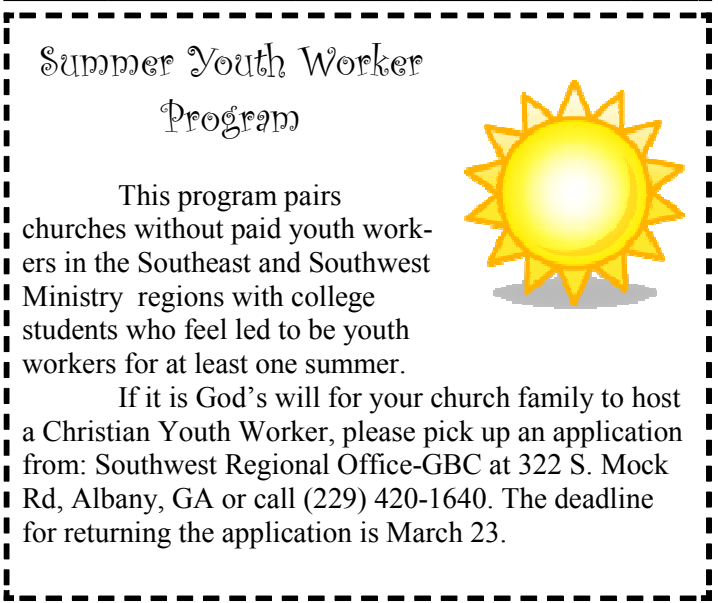 Summer Youth Worker
Program
This program pairs
churches without paid youth work-
ers in the Southeast and Southwest
Ministry  regions with college
students who feel led to be youth
workers for at least one summer.
If it is God’s will for your church family to host
a Christian Youth Worker, please pick up an application
from: Southwest Regional Office-GBC at 322 S. Mock
Rd, Albany, GA or call (229) 420-1640. The deadline
for returning the application is March 23.